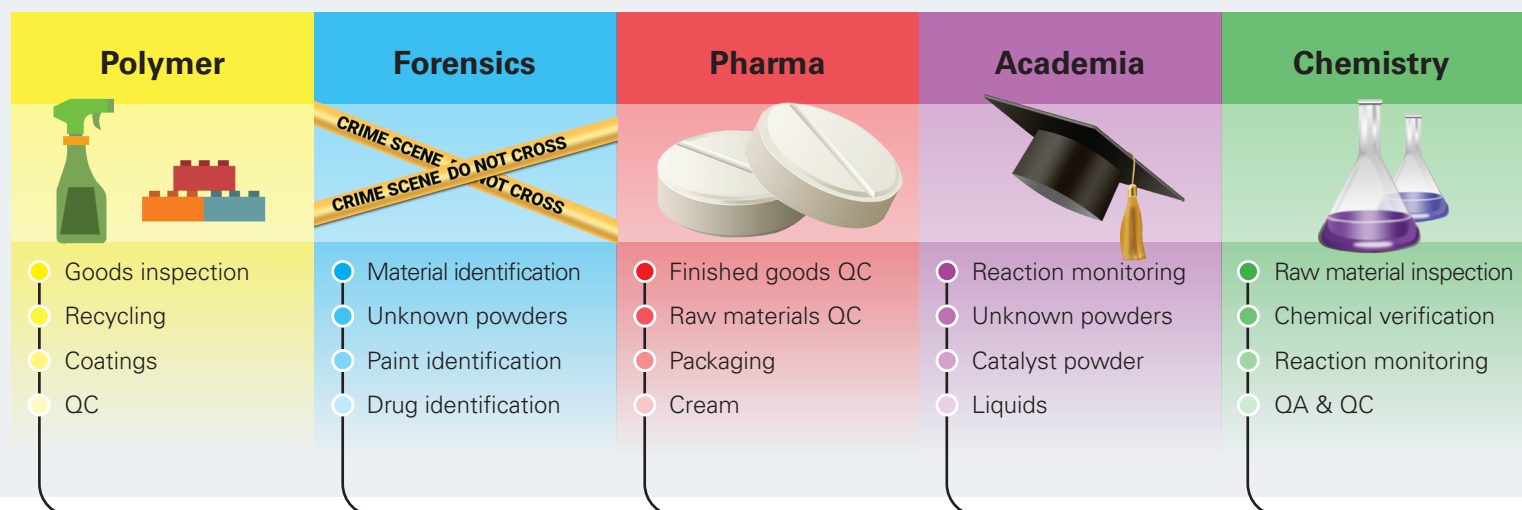 Polymer
Forensics
Pharma
Academia
Chemistry
CRIME SCENE DO NOT CROSS
CRIME SCENE NOT CROSS
Goods inspection
Recycling
Coatings
QC
Material identification
Unknown powders
Paint identification
Drug identification
Finished goods QC
Raw materials QC
Packaging
Cream
Reaction monitoring
Unknown powders
Catalyst powder
Liquids
Raw material inspection
Chemical verification
Reaction monitoring
QA & QC